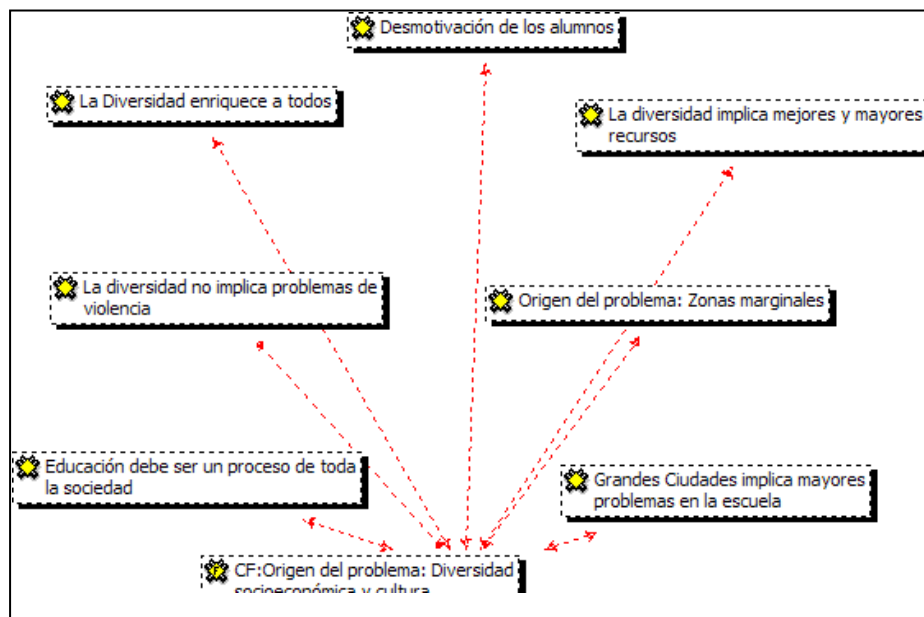 Desmotivación de los alumnos
La Diversidad enriquece a todos
La diversidad implica mejores y mayores
recursos
La diversidad no implica problemas de
violencia
Origen del problema: Zonas marginales
Educación debe ser un proceso de toda
la sociedad
Grandes Ciudades implica mayores
problemas en la escuela
CF:Origen del problema: Diversidad
socioeconómica y cultura